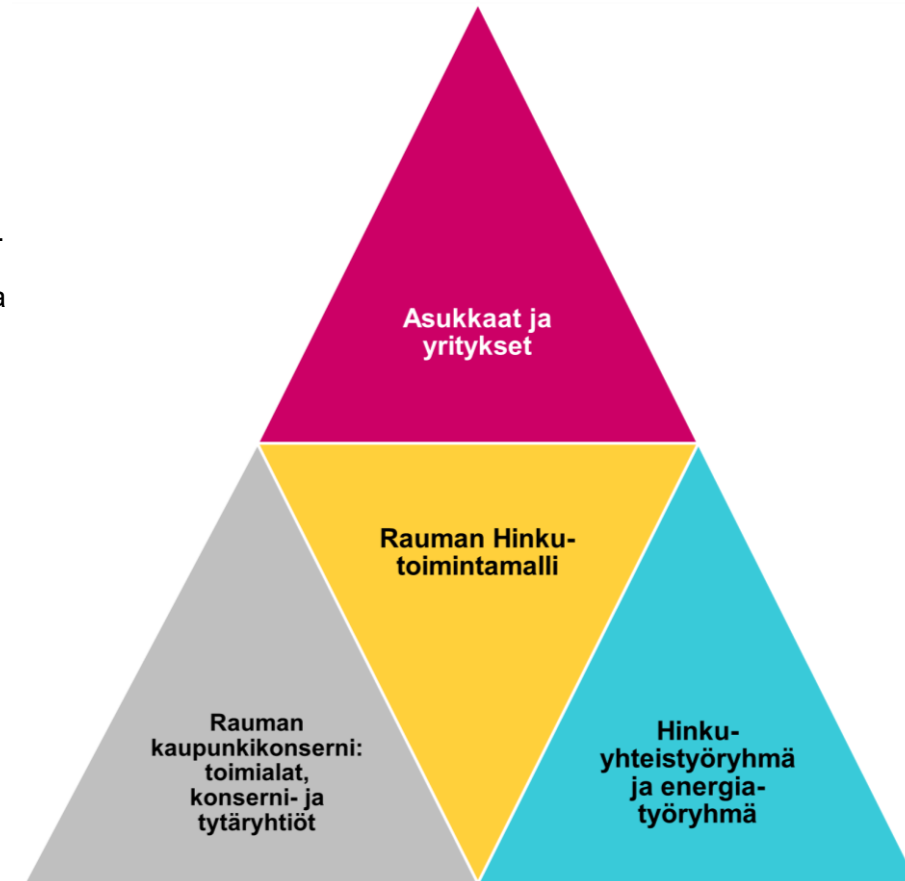 .
a
Asukkaat ja
yritykset
Rauman Hinku-
toimintamalli
Rauman
kaupunkikonserni:
toimialat,
konserni- ja
tytäryhtiöt
Hinku-
yhteistyöryhmä
ja energia-
työryhmä